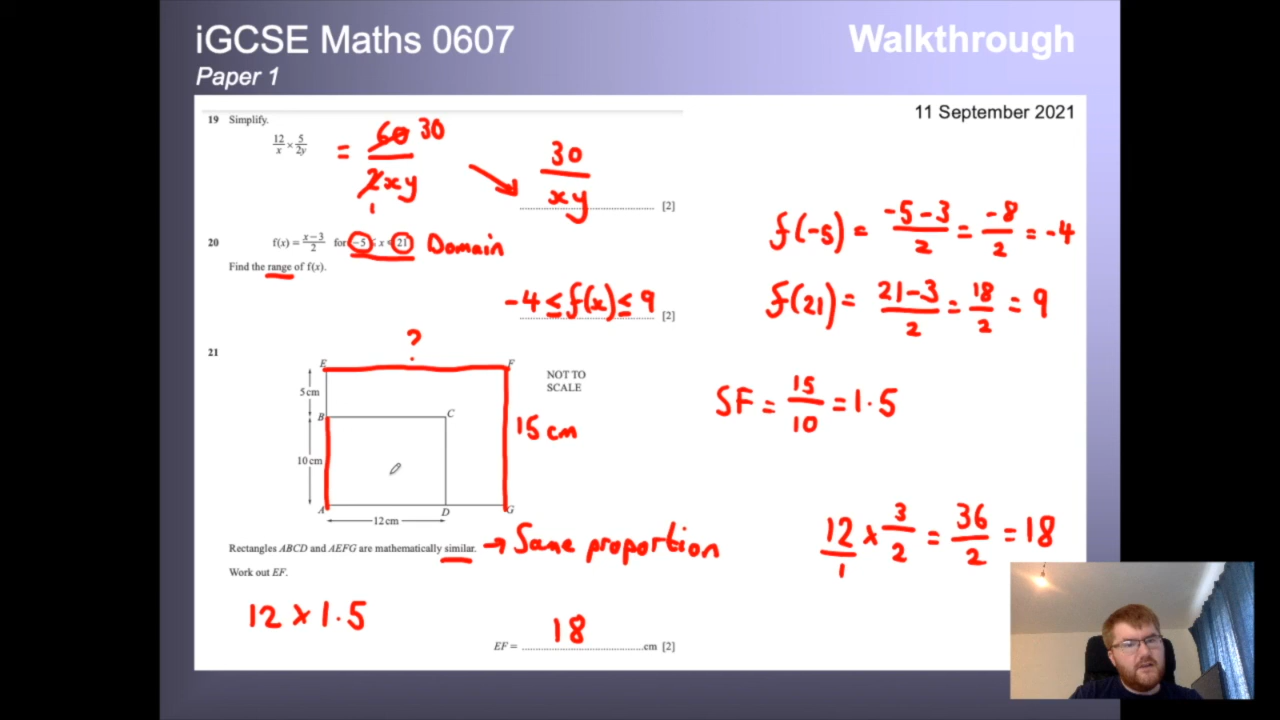 iGCSE Maths 0607
Walkthrough
Paper 1
11 September 2021
19 Simplify.
12/x × 5/2y = 60 30 / 2xy 1
30/xy [2]
20 f(x) = x−3/2 for −5 ≤ x ≤ 21 Domain
Find the range of f(x).
-4 ≤ f(x) ≤ 9 [2]
f(-5) = -5-3/2 = -8/2 = -4
f(21) = 21-3/2 = 18/2 = 9
21
?
E F
NOT TO
SCALE
5 cm
B C
15 cm
10 cm
A D G
12 cm
SF = 15/10 = 1.5
Rectangles ABCD and AEFG are mathematically similar. → Same proportion
Work out EF.
12 x 1.5
12/1 x 3/2 = 36/2 = 18
EF = 18 cm [2]